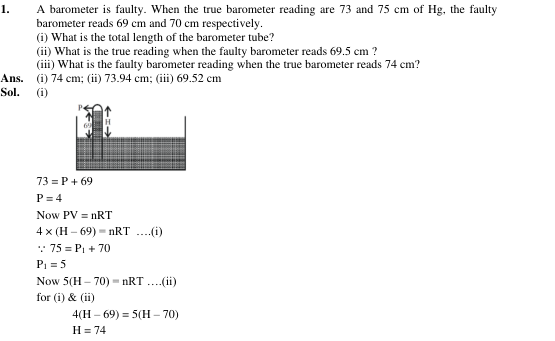 1. A barometer is faulty. When the true barometer reading are 73 and 75 cm of Hg, the faulty
barometer reads 69 cm and 70 cm respectively.
(i) What is the total length of the barometer tube?
(ii) What is the true reading when the faulty barometer reads 69.5 cm ?
(iii) What is the faulty barometer reading when the true barometer reads 74 cm?
Ans. (i) 74 cm; (ii) 73.94 cm; (iii) 69.52 cm
Sol. (i)
P
69 H
73 = P + 69
P = 4
Now PV = nRT
4 × (H – 69) = nRT ….(i)
∵ 75 = P₁ + 70
P₁ = 5
Now 5(H – 70) = nRT ….(ii)
for (i) & (ii)
4(H – 69) = 5(H – 70)
H = 74